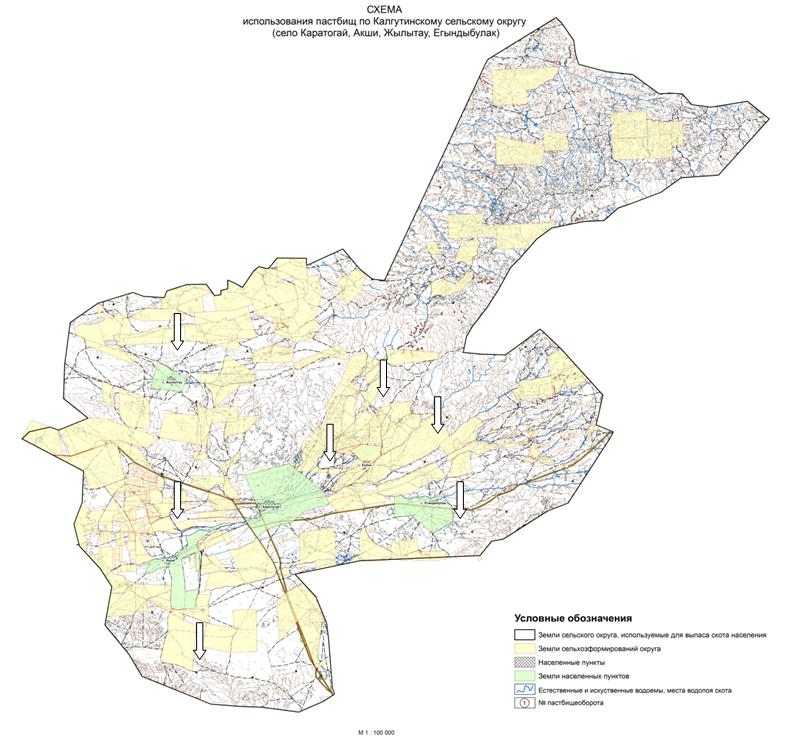 СХЕМА
использования пастбищ по Калгутинскому сельскому округу
(село Каратогай, Акши, Жылытау, Егындыбулак)
Условные обозначения
Земли сельского округа, используемые для выпаса скота населения
Земли сельхозформирований округа
Населенные пункты
Земли населенных пунктов
Естественные и искуственные водоемы, места водопоя скота
1 № пастбищеоборота
М 1 : 100 000